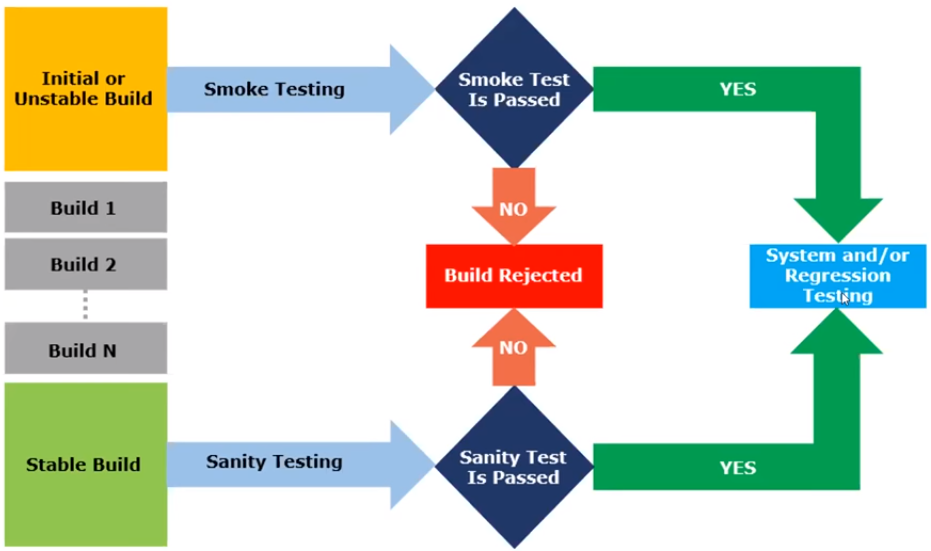 Initial or
Unstable Build
Smoke Testing
Smoke Test
Is Passed
YES
Build 1
NO
Build 2
Build Rejected
System and/or
Regression
Testing
Build N
NO
Stable Build
Sanity Testing
Sanity Test
Is Passed
YES